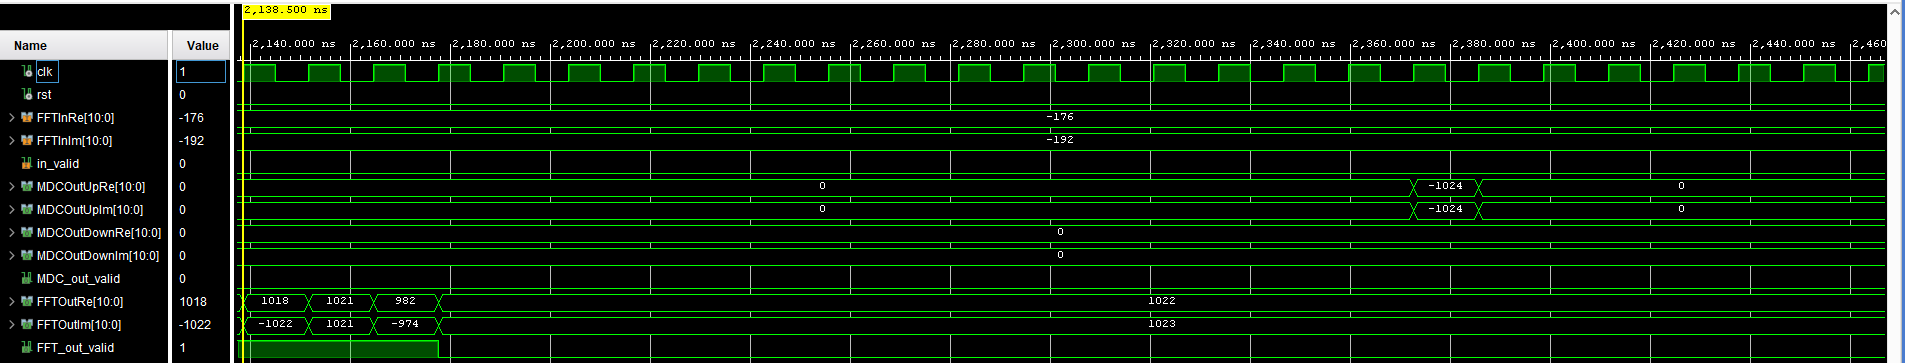 2,138.500 ns
Name Value
2,140.000 ns 2,160.000 ns 2,180.000 ns 2,200.000 ns 2,220.000 ns 2,240.000 ns 2,260.000 ns 2,280.000 ns 2,300.000 ns 2,320.000 ns 2,340.000 ns 2,360.000 ns 2,380.000 ns 2,400.000 ns 2,420.000 ns 2,440.000 ns 2,460
clk 1
rst 0
FFTInRe[10:0] -176 -176
FFTInIm[10:0] -192 -192
in_valid 0
MDCOutUpRe[10:0] 0 0 -1024 0
MDCOutUpIm[10:0] 0 0 -1024 0
MDCOutDownRe[10:0] 0 0
MDCOutDownIm[10:0] 0 0
MDC_out_valid 0
FFTOutRe[10:0] 1018 1018 1021 982 1022
FFTOutIm[10:0] -1022 -1022 1021 -974 1023
FFT_out_valid 1